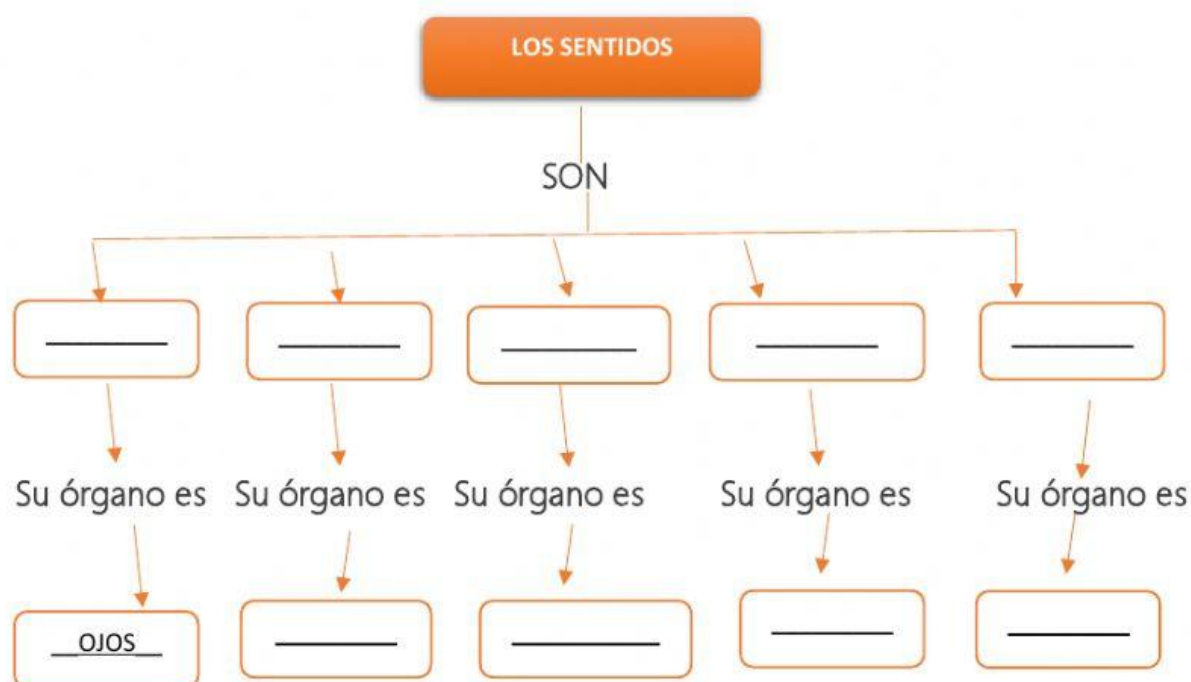 LOS SENTIDOS
SON
Su órgano es Su órgano es Su órgano es Su órgano es Su órgano es
OJOS